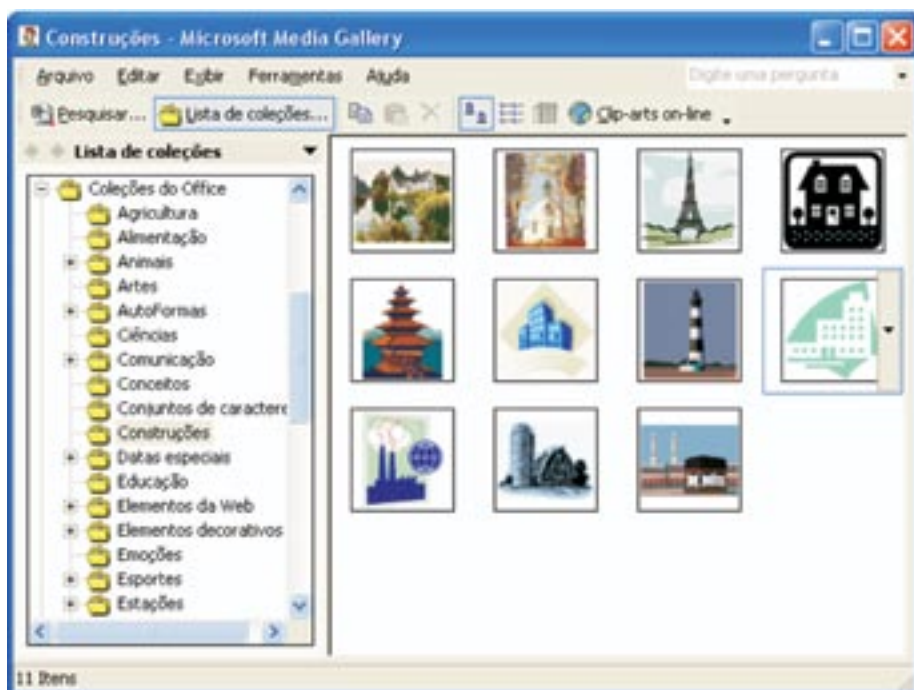 Construções - Microsoft Media Gallery
Arquivo Editar Exibir Ferramentas Ajuda Digite uma pergunta
Pesquisar... Lista de coleções... Clip-arts on-line
Lista de coleções
Coleções do Office
Agricultura
Alimentação
Animais
Artes
AutoFormas
Ciências
Comunicação
Conceitos
Conjuntos de caractere
Construções
Datas especiais
Educação
Elementos da Web
Elementos decorativos
Emoções
Esportes
Estações
11 Itens